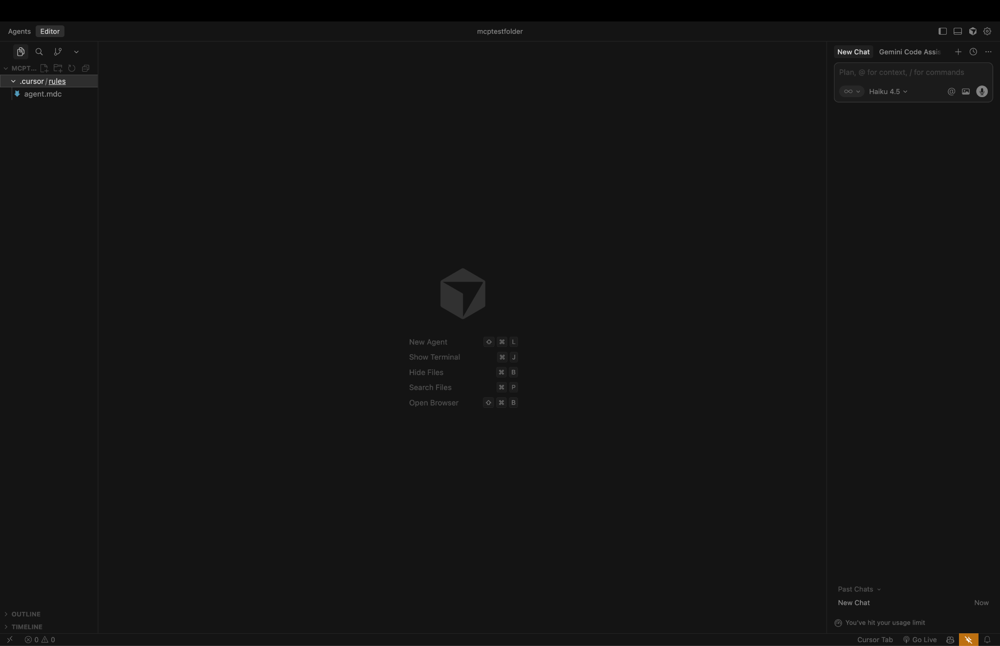 Agents Editor mcptestfolder
New Chat Gemini Code Assis
MCPT...
.cursor/rules
agent.mdc
Plan, @ for context, / for commands
Haiku 4.5
New Agent ⇧ ⌘ L
Show Terminal ⌘ J
Hide Files ⌘ B
Search Files ⌘ P
Open Browser ⇧ ⌘ B
Past Chats
New Chat Now
You've hit your usage limit
OUTLINE
TIMELINE
0 0 Cursor Tab Go Live